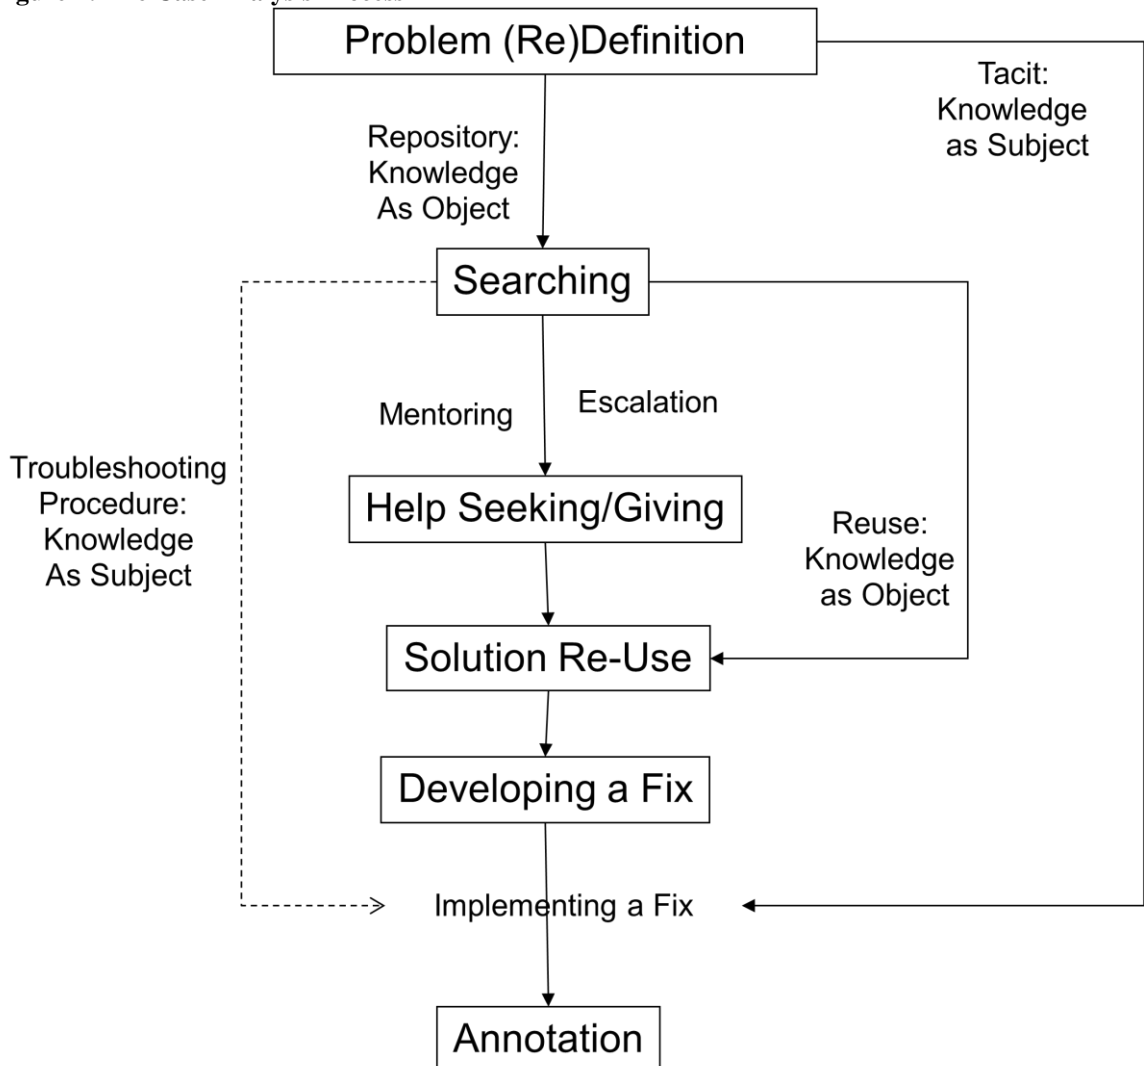 Problem (Re)Definition
Tacit:
Knowledge
as Subject
Repository:
Knowledge
As Object
Searching
Mentoring
Escalation
Troubleshooting
Procedure:
Knowledge
As Subject
Help Seeking/Giving
Reuse:
Knowledge
as Object
Solution Re-Use
Developing a Fix
Implementing a Fix
Annotation